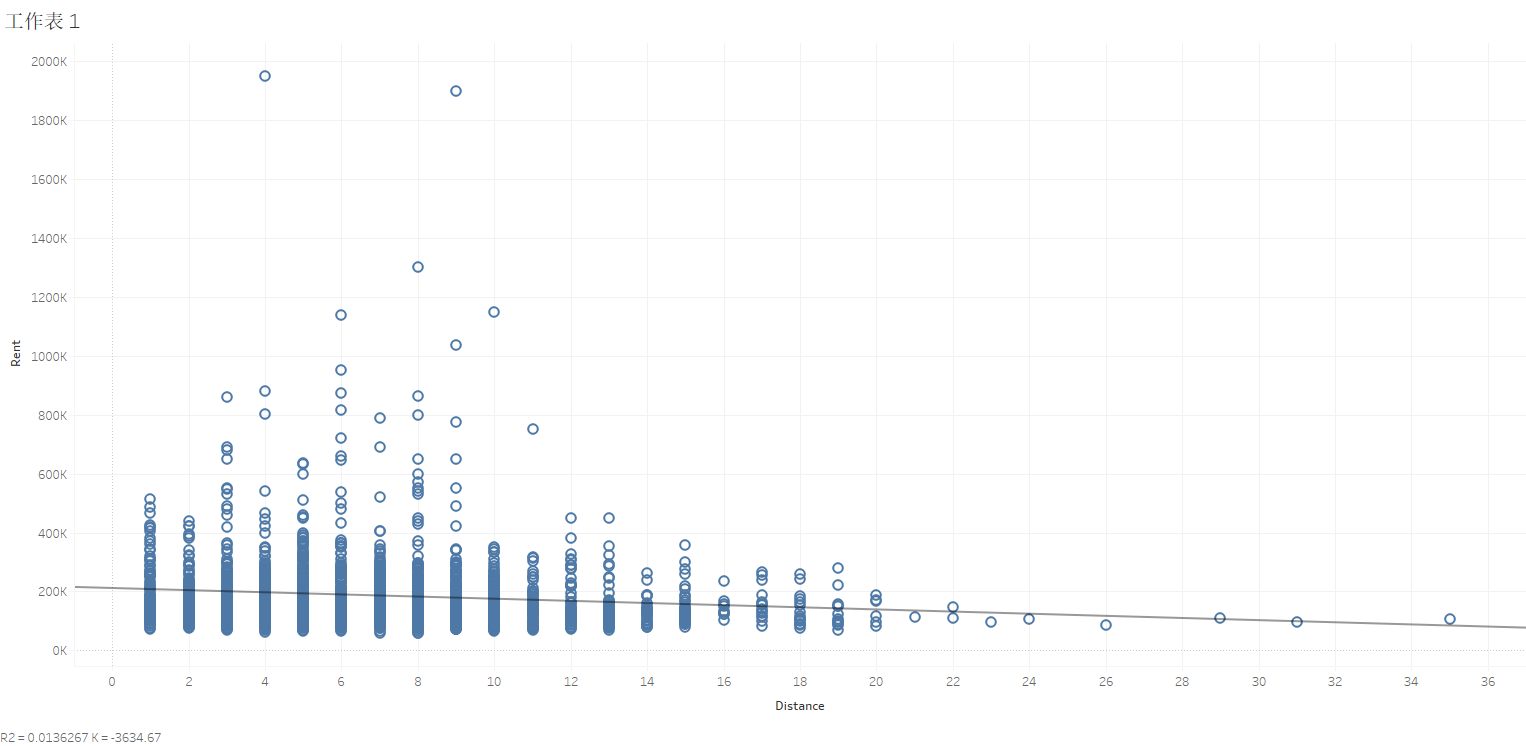 工作表 1
2000K
1800K
1600K
1400K
1200K
1000K
800K
600K
400K
200K
0K
Rent
0 2 4 6 8 10 12 14 16 18 20 22 24 26 28 30 32 34 36
Distance
R2 = 0.0136267 K = -3634.67